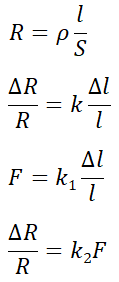 R = ρ l/S
ΔR/R = k Δl/l
F = k₁ Δl/l
ΔR/R = k₂F